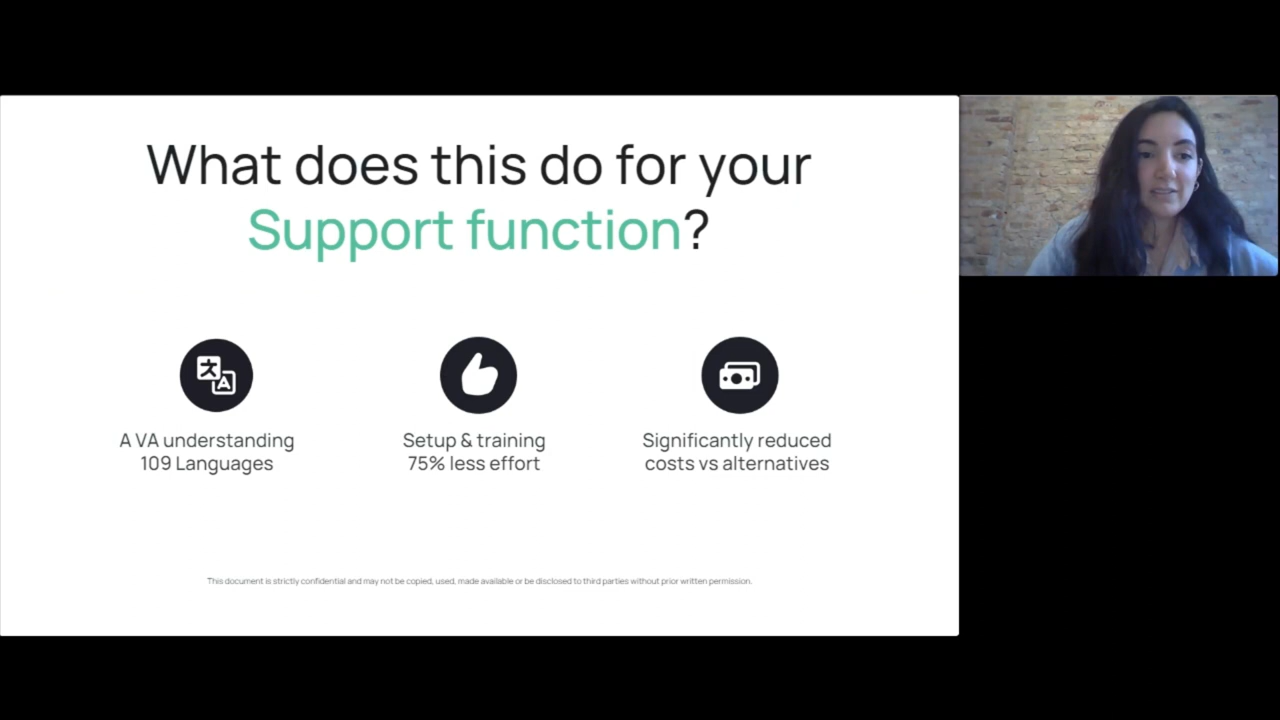 What does this do for your
Support function?
A VA understanding
109 Languages
Setup & training
75% less effort
Significantly reduced
costs vs alternatives
This document is strictly confidential and may not be copied, used, made available or be disclosed to third parties without prior written permission.